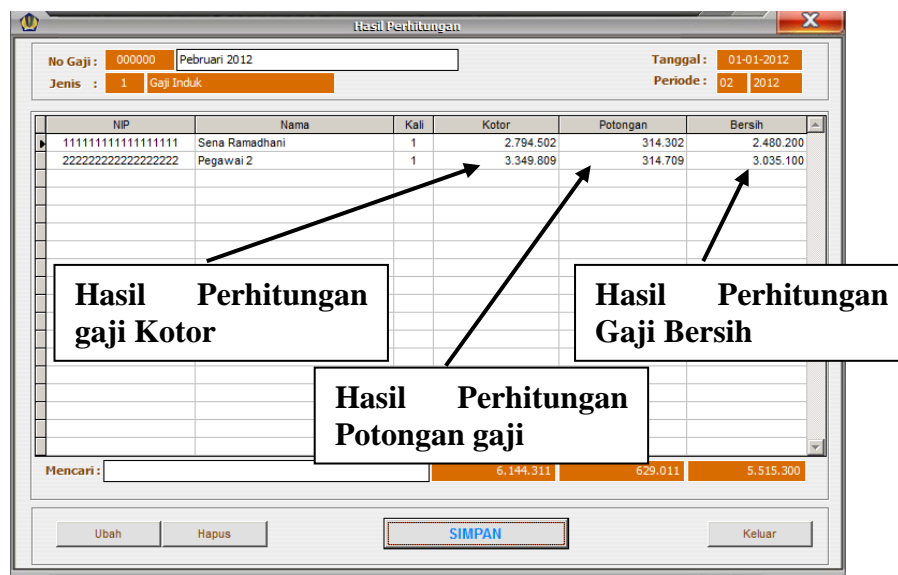 Hasil Perhitungan
No Gaji : 000000 Pebruari 2012 Tanggal : 01-01-2012
Jenis : 1 Gaji Induk Periode : 02 2012
NIP Nama Kali Kotor Potongan Bersih
111111111111111111 Sena Ramadhani 1 2.794.502 314.302 2.480.200
222222222222222222 Pegawai 2 1 3.349.809 314.709 3.035.100
Hasil Perhitungan
gaji Kotor
Hasil Perhitungan
Gaji Bersih
Hasil Perhitungan
Potongan gaji
Mencari : 6.144.311 629.011 5.515.300
Ubah Hapus SIMPAN Keluar